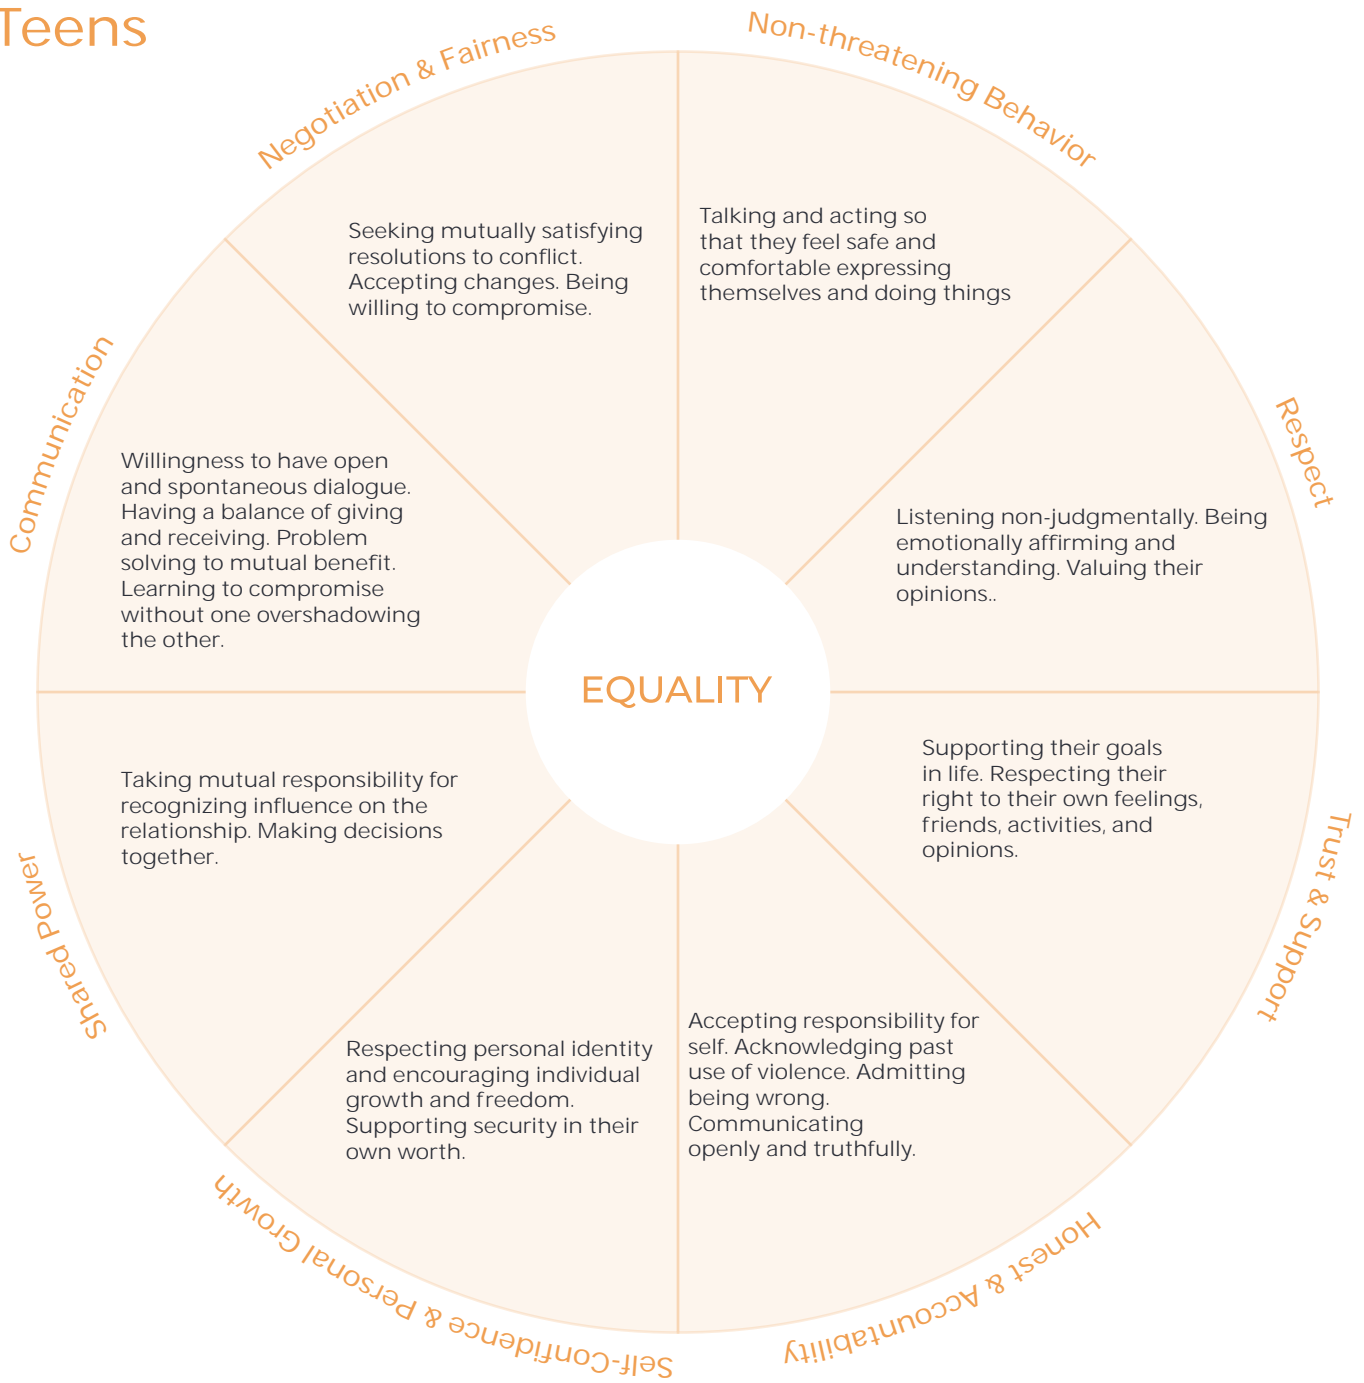 Teens
Negotiation & Fairness
Seeking mutually satisfying
resolutions to conflict.
Accepting changes. Being
willing to compromise.
Non-threatening Behavior
Talking and acting so
that they feel safe and
comfortable expressing
themselves and doing things
Respect
Listening non-judgmentally. Being
emotionally affirming and
understanding. Valuing their
opinions..
Trust & Support
Supporting their goals
in life. Respecting their
right to their own feelings,
friends, activities, and
opinions.
Honest & Accountability
Accepting responsibility for
self. Acknowledging past
use of violence. Admitting
being wrong.
Communicating
openly and truthfully.
Self-Confidence & Personal Growth
Respecting personal identity
and encouraging individual
growth and freedom.
Supporting security in their
own worth.
Shared Power
Taking mutual responsibility for
recognizing influence on the
relationship. Making decisions
together.
Communication
Willingness to have open
and spontaneous dialogue.
Having a balance of giving
and receiving. Problem
solving to mutual benefit.
Learning to compromise
without one overshadowing
the other.
EQUALITY